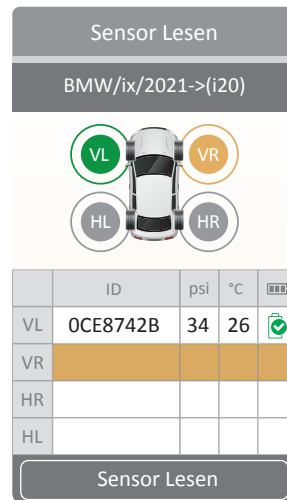 Sensor Lesen
BMW/ix/2021->(i20)
VL VR
HL HR
ID psi °C
VL 0CE8742B 34 26
VR
HR
HL
Sensor Lesen